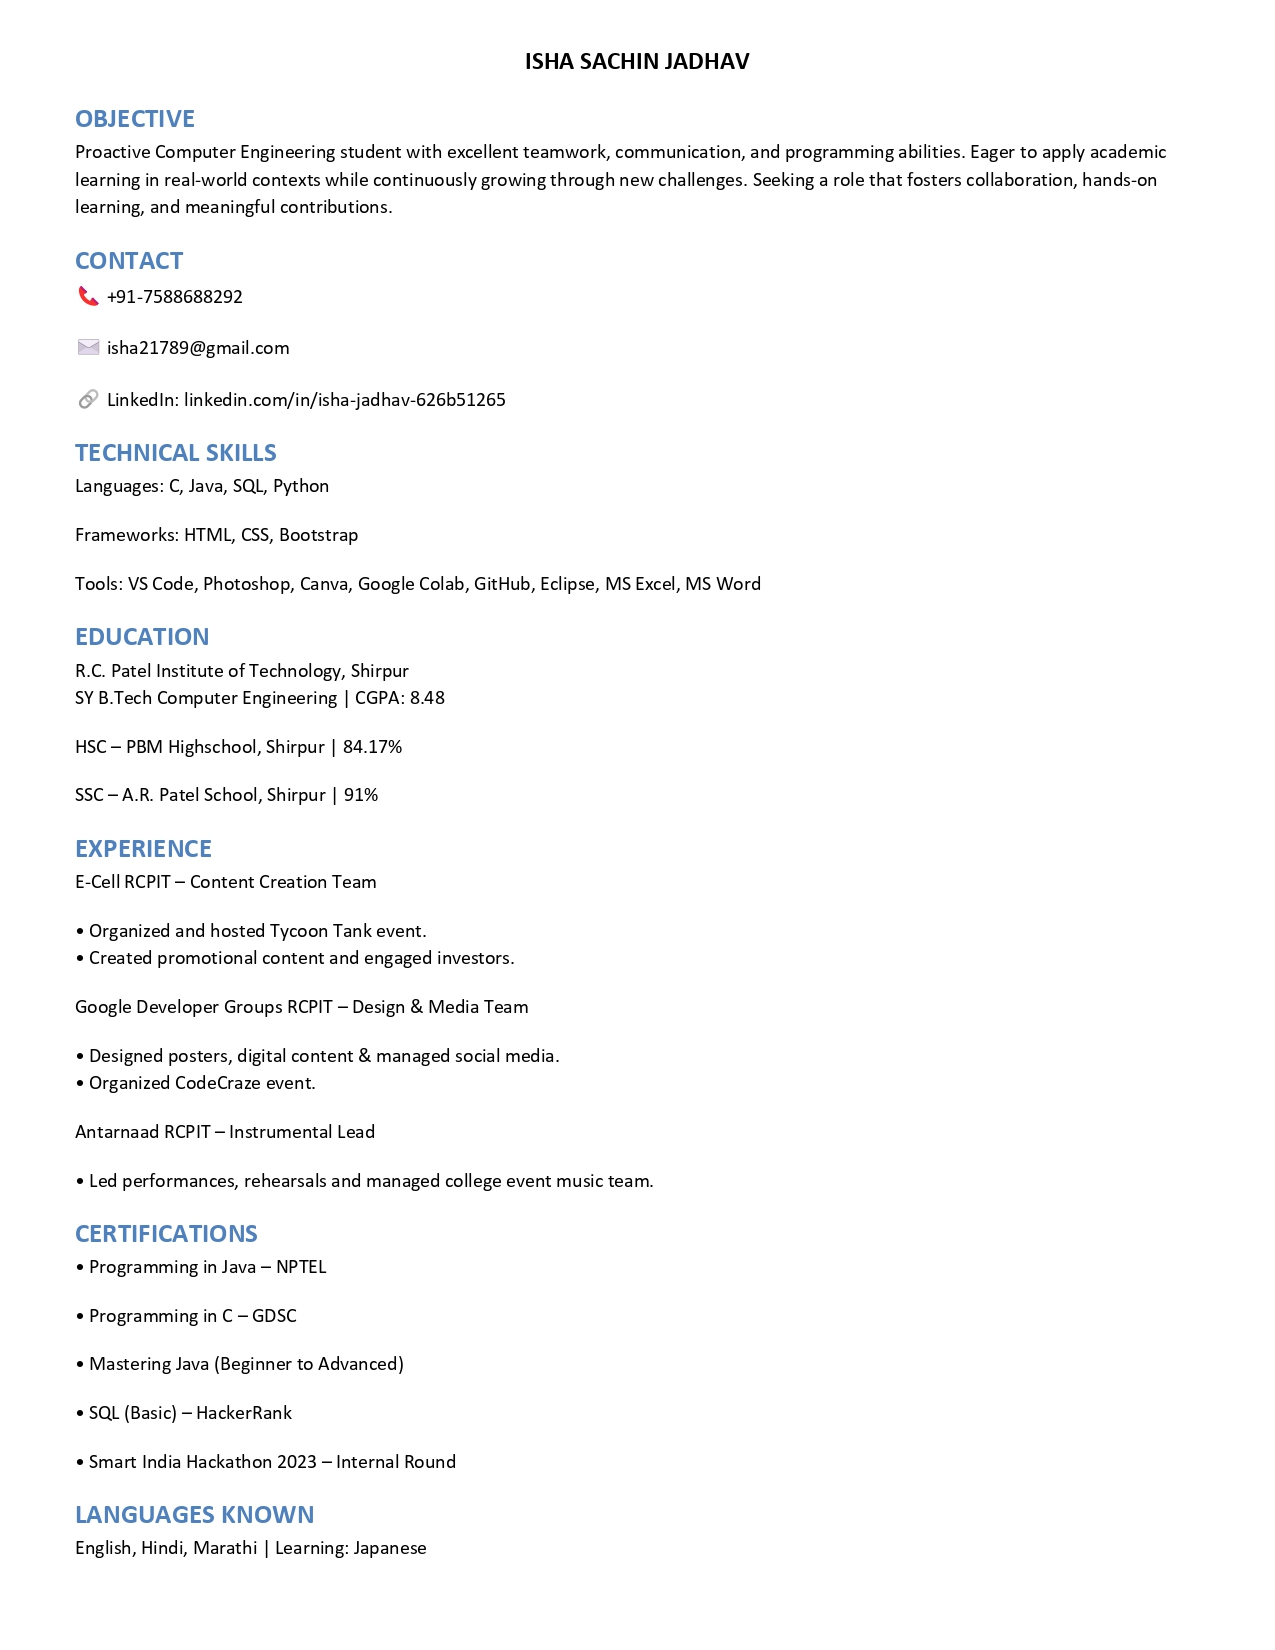 ISHA SACHIN JADHAV
OBJECTIVE
Proactive Computer Engineering student with excellent teamwork, communication, and programming abilities. Eager to apply academic
learning in real-world contexts while continuously growing through new challenges. Seeking a role that fosters collaboration, hands-on
learning, and meaningful contributions.
CONTACT
+91-7588688292
isha21789@gmail.com
LinkedIn: linkedin.com/in/isha-jadhav-626b51265
TECHNICAL SKILLS
Languages: C, Java, SQL, Python
Frameworks: HTML, CSS, Bootstrap
Tools: VS Code, Photoshop, Canva, Google Colab, GitHub, Eclipse, MS Excel, MS Word
EDUCATION
R.C. Patel Institute of Technology, Shirpur
SY B.Tech Computer Engineering | CGPA: 8.48
HSC – PBM Highschool, Shirpur | 84.17%
SSC – A.R. Patel School, Shirpur | 91%
EXPERIENCE
E-Cell RCPIT – Content Creation Team
• Organized and hosted Tycoon Tank event.
• Created promotional content and engaged investors.
Google Developer Groups RCPIT – Design & Media Team
• Designed posters, digital content & managed social media.
• Organized CodeCraze event.
Antarnaad RCPIT – Instrumental Lead
• Led performances, rehearsals and managed college event music team.
CERTIFICATIONS
• Programming in Java – NPTEL
• Programming in C – GDSC
• Mastering Java (Beginner to Advanced)
• SQL (Basic) – HackerRank
• Smart India Hackathon 2023 – Internal Round
LANGUAGES KNOWN
English, Hindi, Marathi | Learning: Japanese